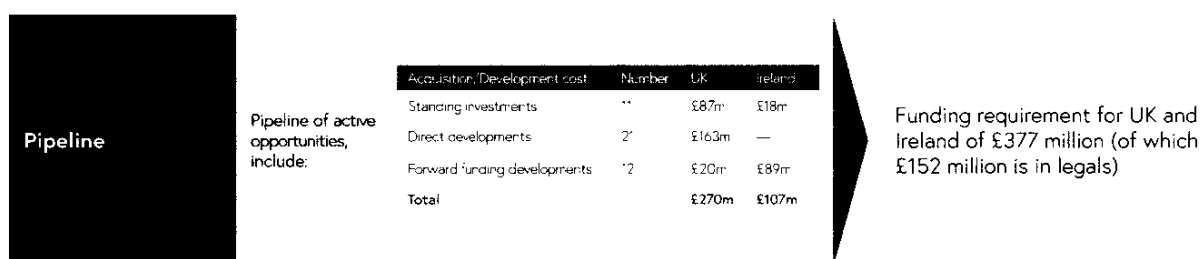 Pipeline
Pipeline of active
opportunities,
include:
Acquisition/Development cost Number UK Ireland
Standing investments 11 £87m £18m
Direct developments 21 £163m —
Forward funding developments 12 £20m £89m
Total £270m £107m
Funding requirement for UK and
Ireland of £377 million (of which
£152 million is in legals)